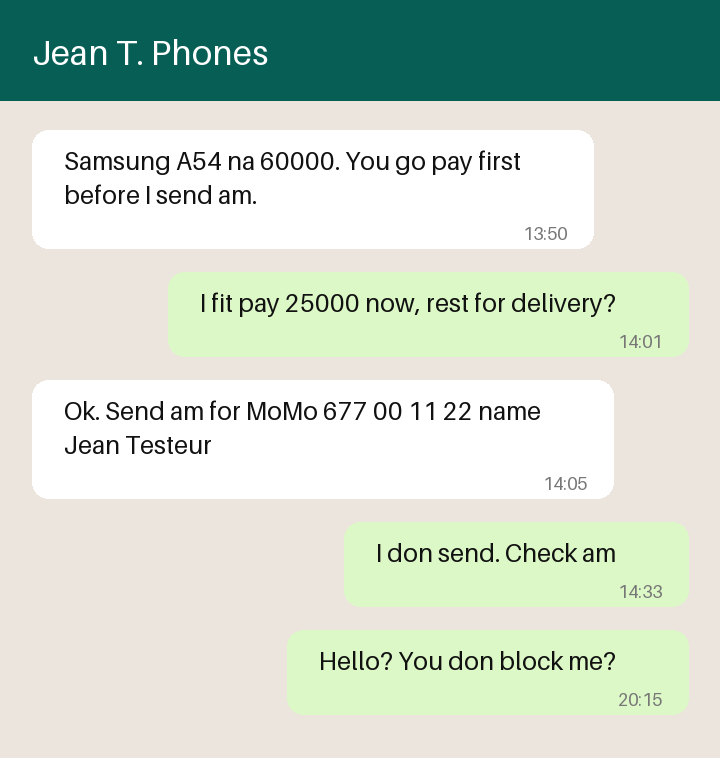 Jean T. Phones
Samsung A54 na 60000. You go pay first
before I send am.
13:50
I fit pay 25000 now, rest for delivery?
14:01
Ok. Send am for MoMo 677 00 11 22 name
Jean Testeur
14:05
I don send. Check am
14:33
Hello? You don block me?
20:15